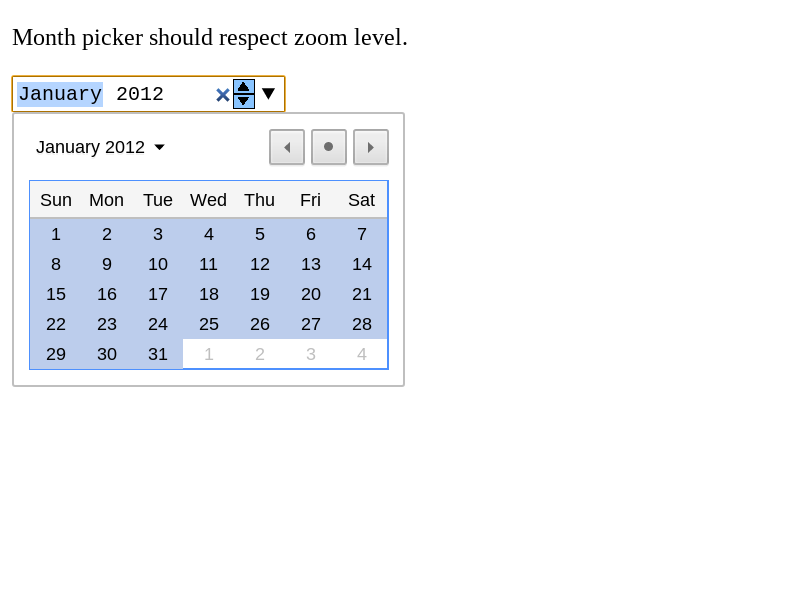 Month picker should respect zoom level.
January 2012
January 2012
Sun Mon Tue Wed Thu Fri Sat
1 2 3 4 5 6 7
8 9 10 11 12 13 14
15 16 17 18 19 20 21
22 23 24 25 26 27 28
29 30 31 1 2 3 4